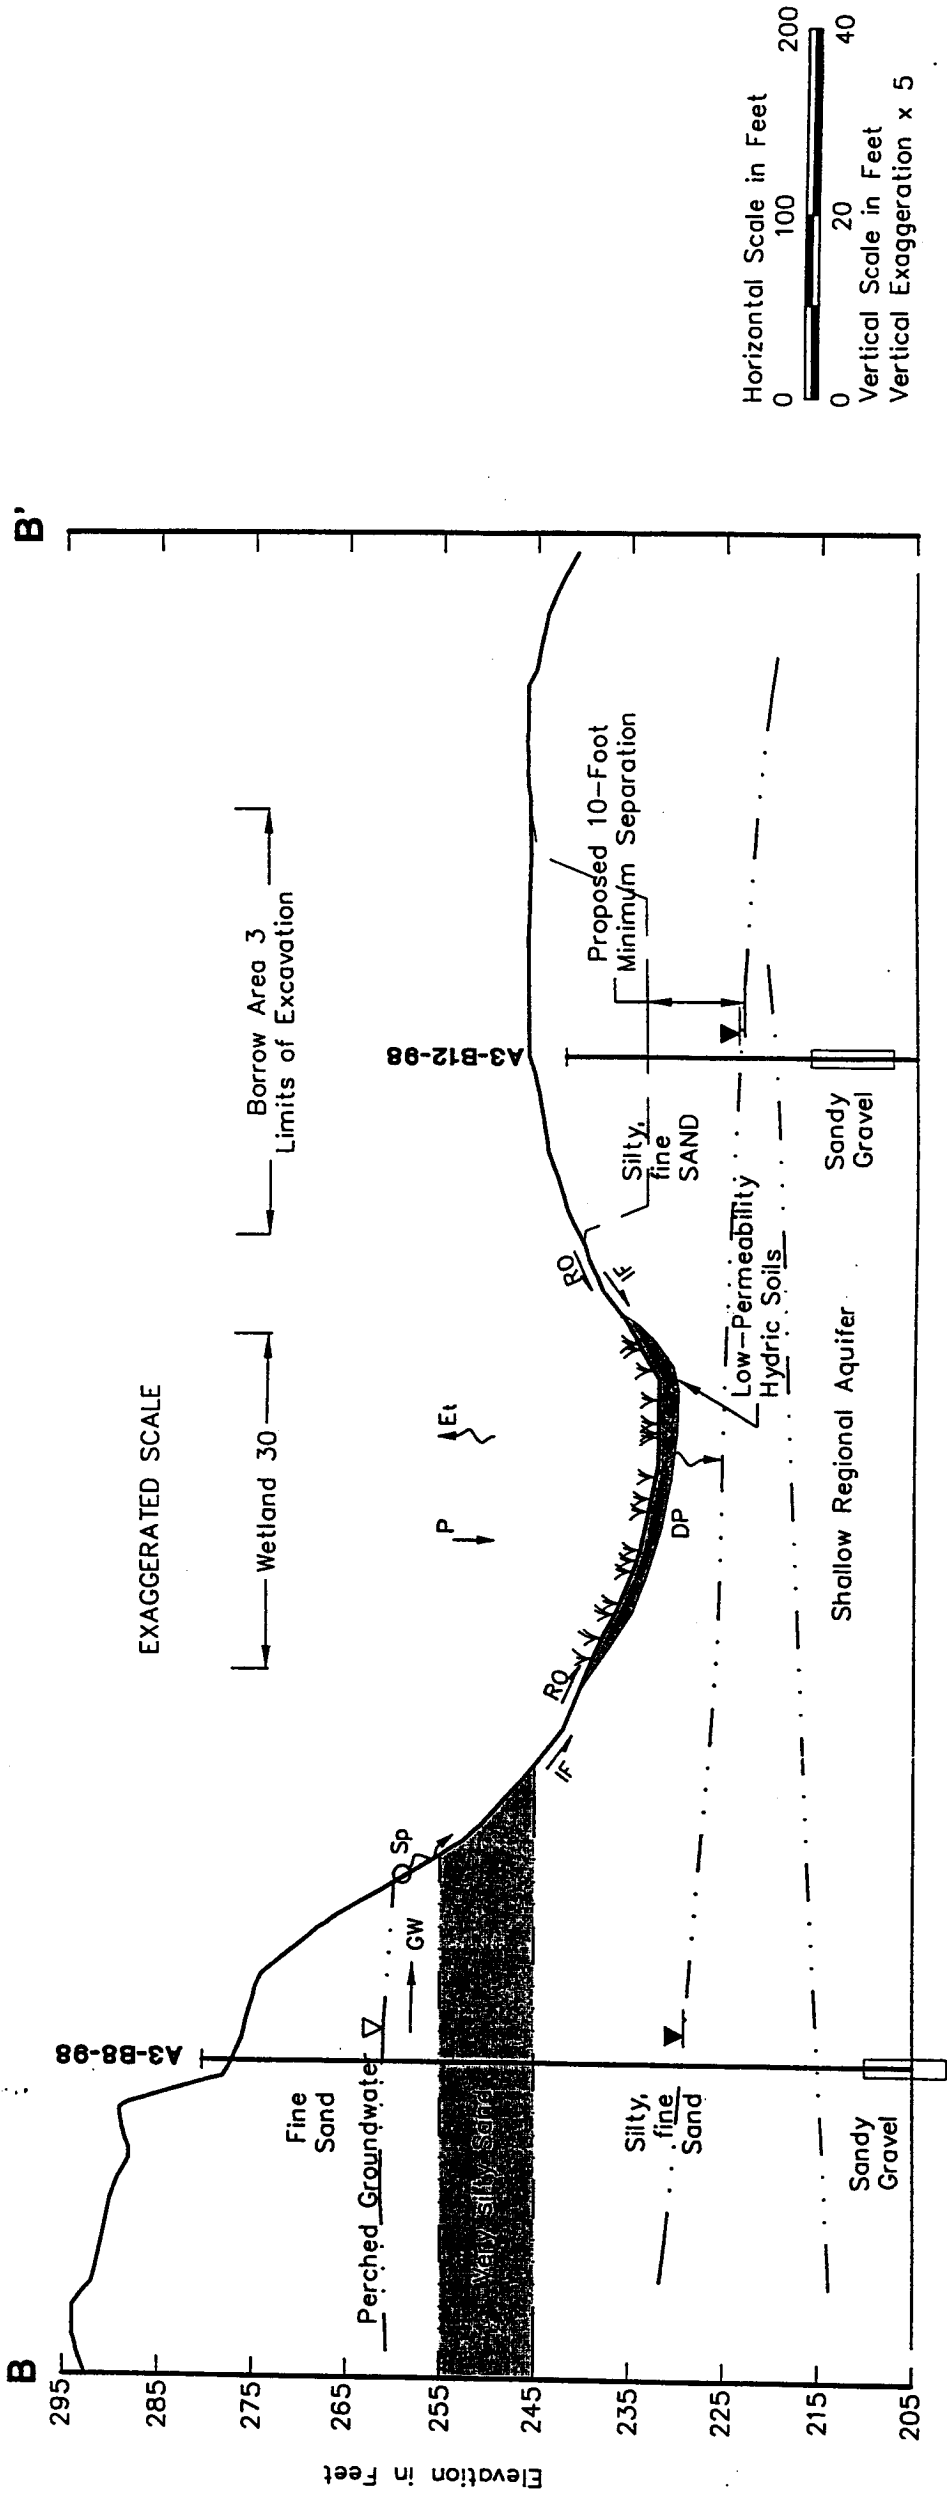 B
B'
EXAGGERATED SCALE
Wetland 30
Borrow Area 3
Limits of Excavation
Elevation in Feet
295
285
275
265
255
245
235
225
215
205
A3-B8-98
A3-B12-98
Fine
Sand
Perched Groundwater
GW
Sp
Very Silty Sand
IF
RO
P
Et
DP
RO
IF
Silty,
fine
Sand
Sandy
Gravel
Silty,
fine
SAND
Proposed 10-Foot
Minimum Separation
Low-Permeability
Hydric Soils
Shallow Regional Aquifer
Sandy
Gravel
Horizontal Scale in Feet
0 100 200
0 20 40
Vertical Scale in Feet
Vertical Exaggeration x 5